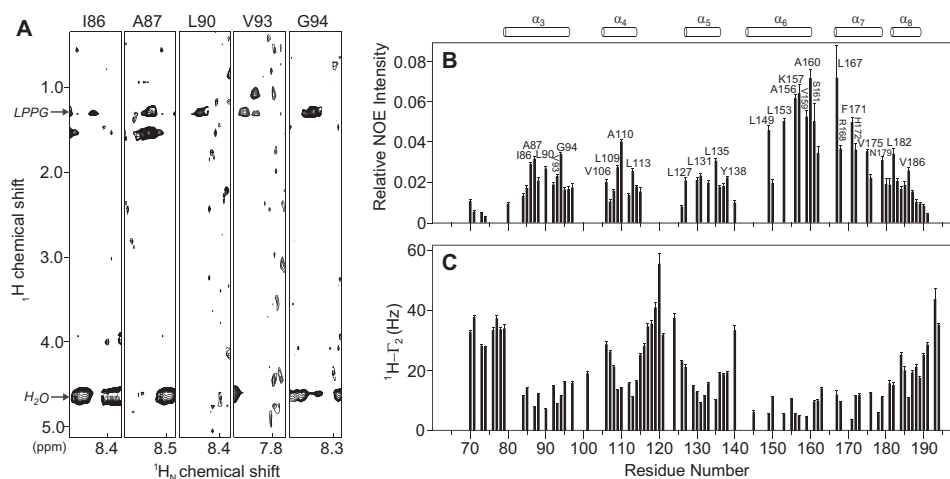 A
I86 A87 L90 V93 G94
LPPG
H₂O
1.0
2.0
3.0
4.0
5.0
(ppm)
¹H chemical shift
8.4 8.5 8.4 7.8 8.3
¹H_N chemical shift
α₃ α₄ α₅ α₆ α₇ α₈
B
Relative NOE Intensity
0.08
0.06
0.04
0.02
0
I86
A87
L90
V93
G94
V106
L109
A110
L113
L127
L131
L135
Y138
L149
L153
A156
K157
V159
A160
S161
L167
R168
F171
H172
V175
N179
L182
V186
C
¹H–Γ₂ (Hz)
60
40
20
0
70 80 90 100 110 120 130 140 150 160 170 180 190
Residue Number